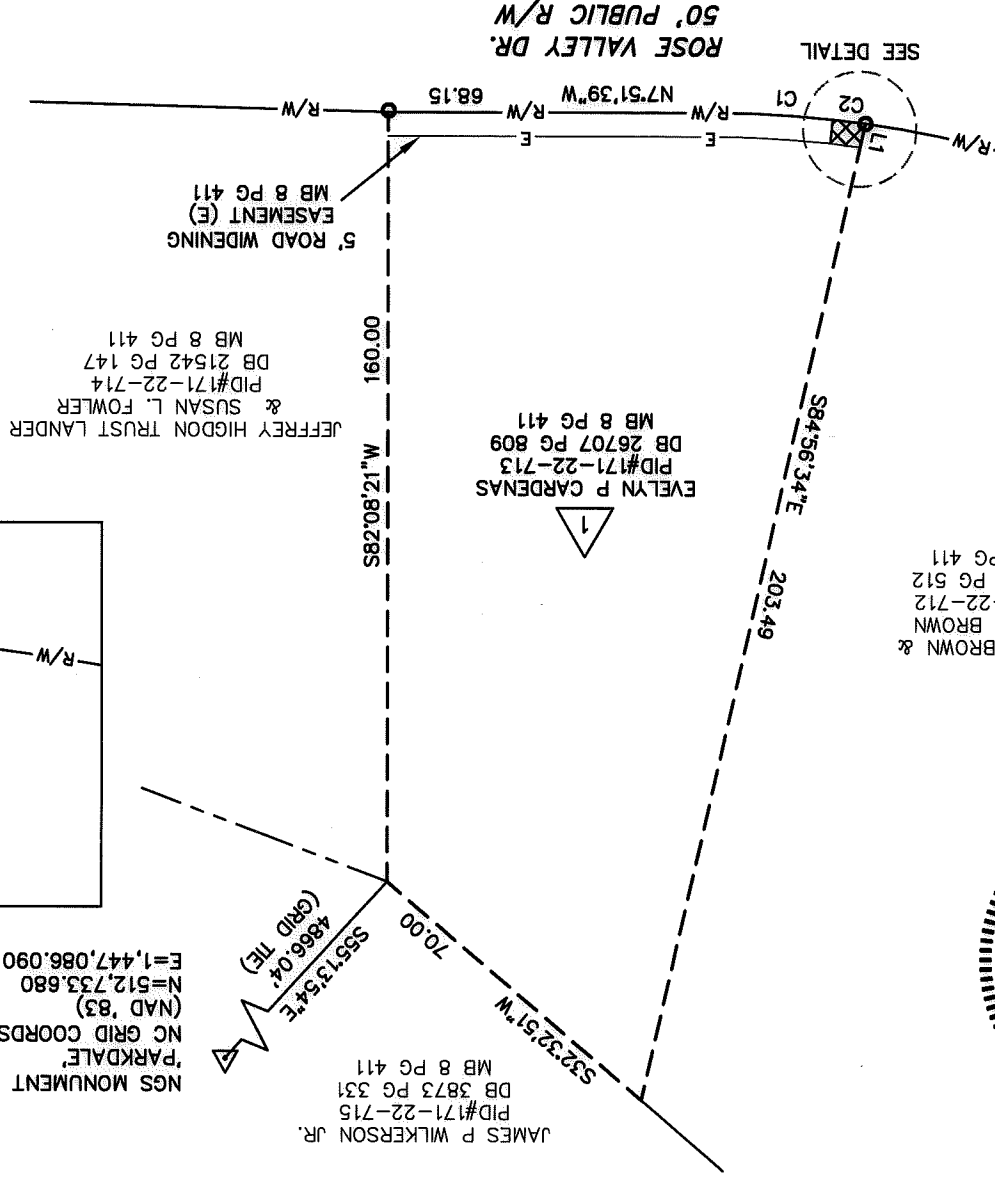 NGS MONUMENT
'PARKDALE'
NC GRID COORDS
(NAD '83)
N=512,733.680
E=1,447,086.090
JAMES P WILKERSON JR.
PID#171-22-715
DB 3873 PG 331
MB 8 PG 411
S55°13'54"E
4866.04'
(GRID TIE)
S32°32'51"W
70.00
R/W
BROWN &
BROWN
-22-712
PG 512
PG 411
203.49
S84°56'34"E
1
EVELYN P CARDENAS
PID#171-22-713
DB 26707 PG 809
MB 8 PG 411
S82°08'21"W
160.00
JEFFREY HIGDON TRUST LANDER
& SUSAN L. FOWLER
PID#171-22-714
DB 21542 PG 147
MB 8 PG 411
5' ROAD WIDENING
EASEMENT (E)
MB 8 PG 411
E
E
L1
R/W
C2
C1
R/W
N7°51'39"W
R/W
68.15
R/W
SEE DETAIL
ROSE VALLEY DR.
50' PUBLIC R/W